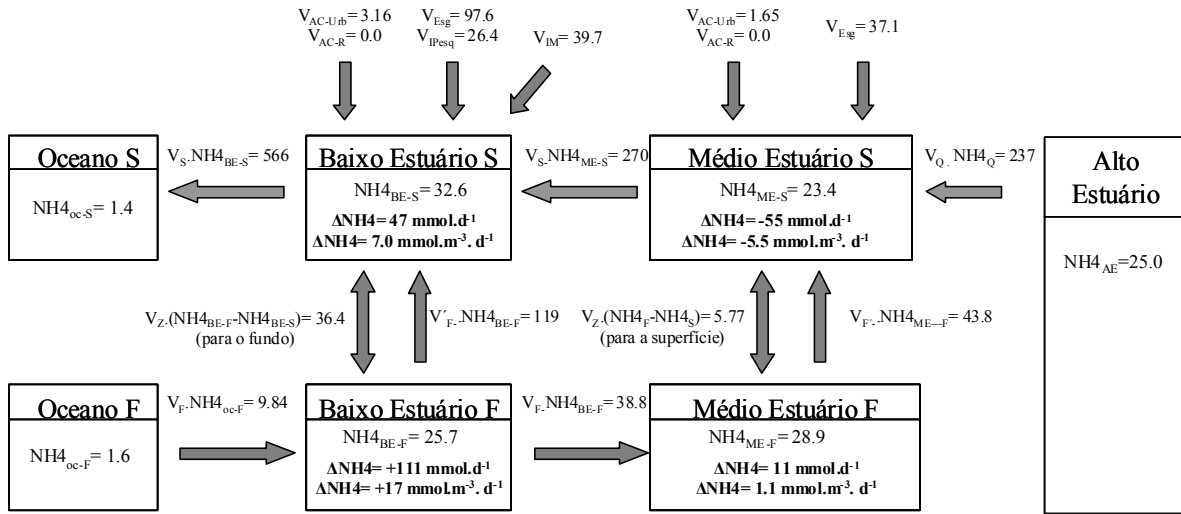 V_AC-Urb = 3.16
V_AC-R = 0.0
V_Esg = 97.6
V_IPesq = 26.4
V_IM = 39.7
V_AC-Urb = 1.65
V_AC-R = 0.0
V_Esg = 37.1
Oceano S
NH4_oc-S = 1.4
V_S.NH4_BE-S = 566
Baixo Estuário S
NH4_BE-S = 32.6
ΔNH4= 47 mmol.d⁻¹
ΔNH4= 7.0 mmol.m⁻³. d⁻¹
V_S-NH4_ME-S = 270
Médio Estuário S
NH4_ME-S = 23.4
ΔNH4= -55 mmol.d⁻¹
ΔNH4= -5.5 mmol.m⁻³. d⁻¹
V_Q . NH4_Q = 237
Alto
Estuário
NH4_AE=25.0
V_Z.(NH4_BE-F-NH4_BE-S)= 36.4
(para o fundo)
V´_F-.NH4_BE-F = 119
V_Z.(NH4_F-NH4_S)= 5.77
(para a superfície)
V_F´-.NH4_ME—F = 43.8
Oceano F
NH4_oc-F = 1.6
V_F.NH4_oc-F = 9.84
Baixo Estuário F
NH4_BE-F = 25.7
ΔNH4= +111 mmol.d⁻¹
ΔNH4= +17 mmol.m⁻³. d⁻¹
V_F-NH4_BE-F = 38.8
Médio Estuário F
NH4_ME-F = 28.9
ΔNH4= 11 mmol.d⁻¹
ΔNH4= 1.1 mmol.m⁻³. d⁻¹